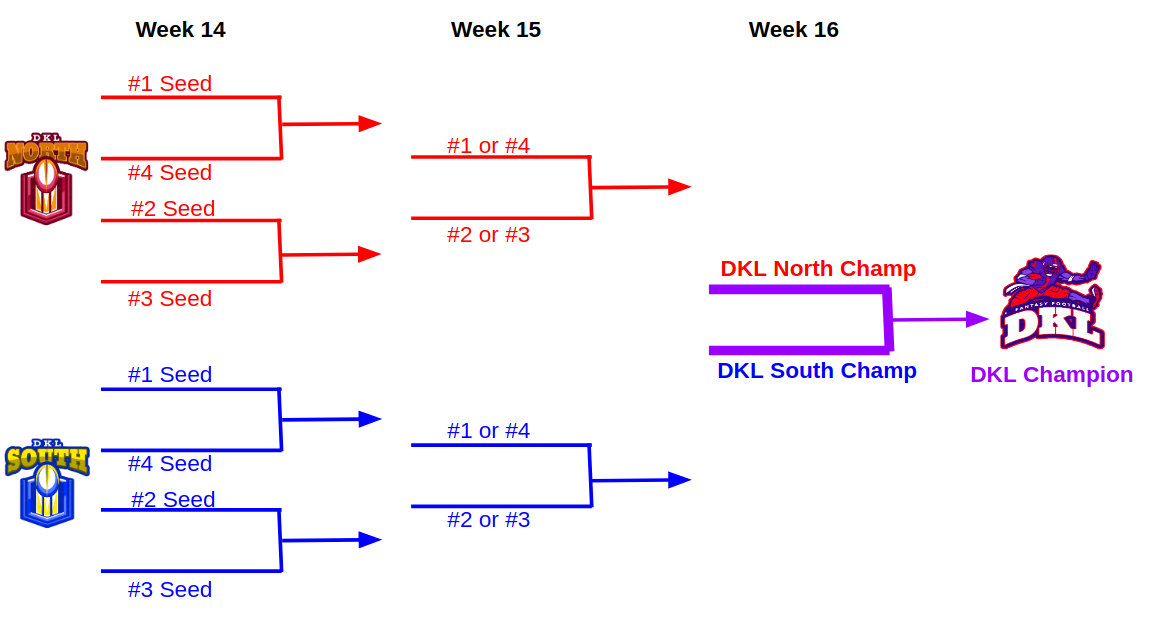 Week 14
Week 15
Week 16
#1 Seed
DKL
NORTH
#4 Seed
#2 Seed
#3 Seed
#1 or #4
#2 or #3
DKL North Champ
DKL South Champ
FANTASY FOOTBALL
DKL
DKL Champion
#1 Seed
DKL
SOUTH
#4 Seed
#2 Seed
#3 Seed
#1 or #4
#2 or #3